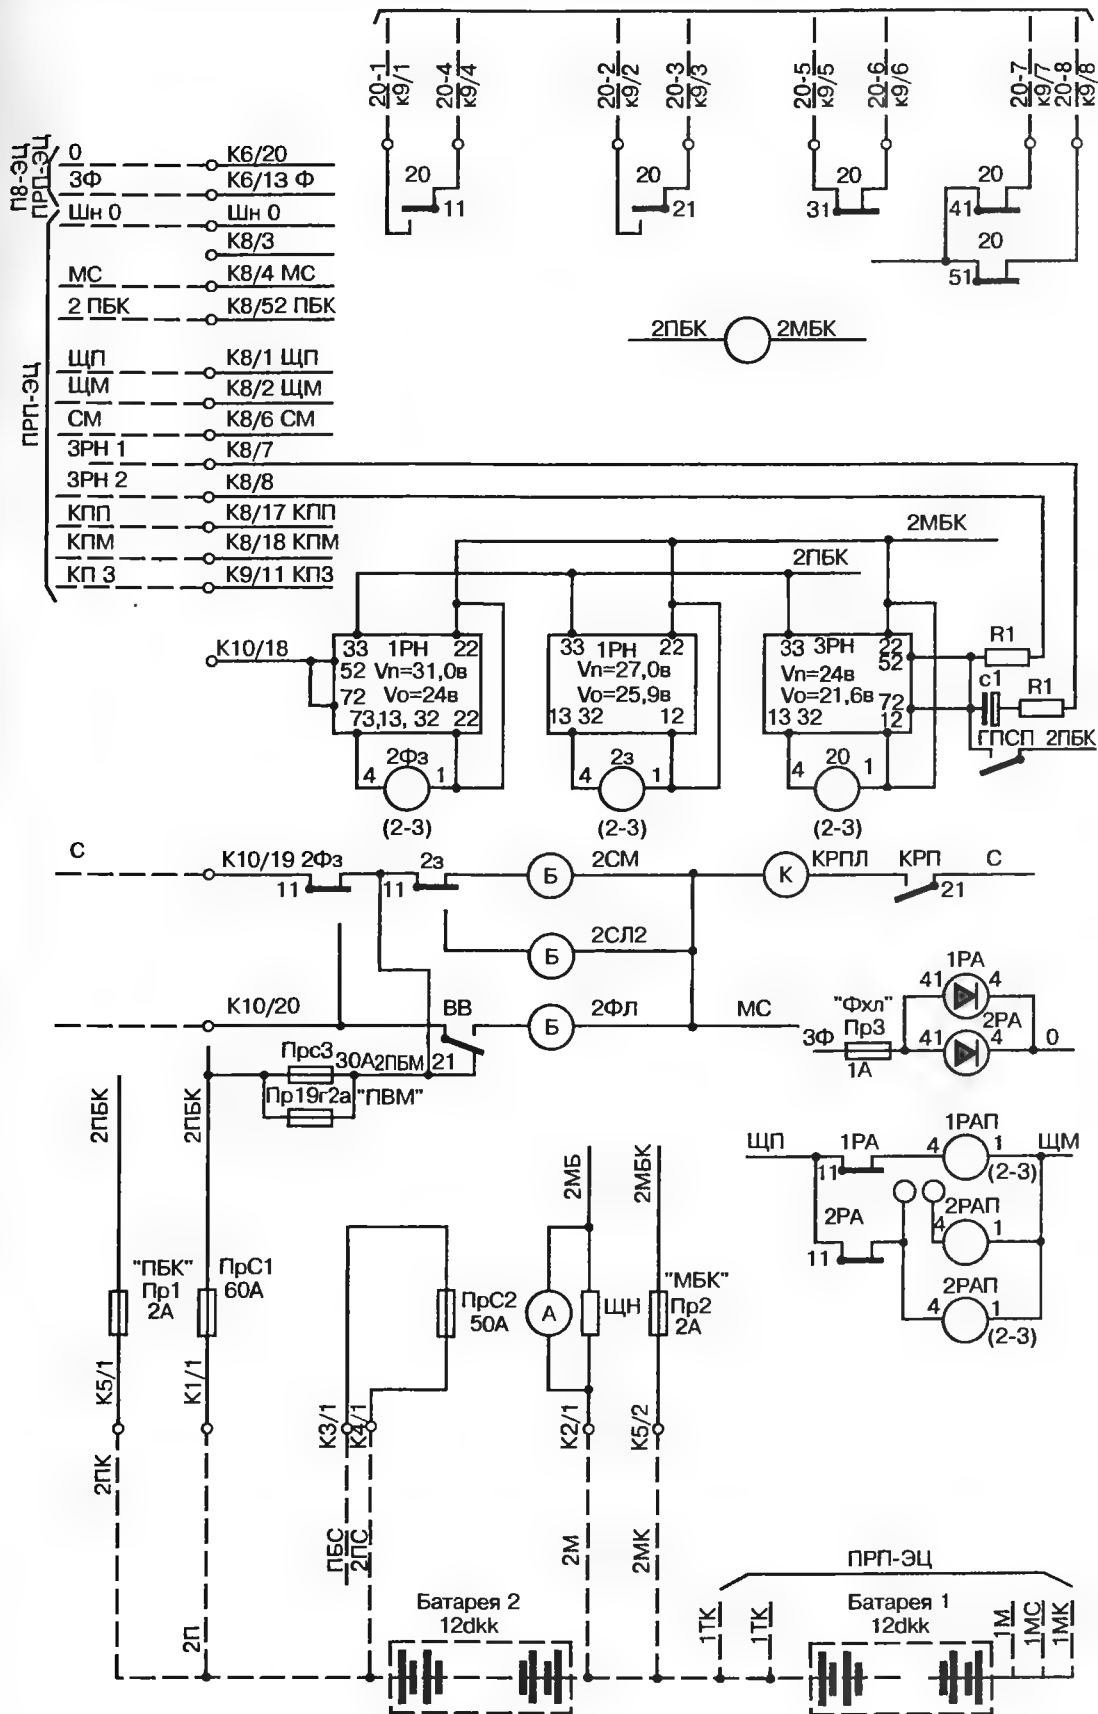 20-1
к9/1
20-4
к9/4
20-2
к9/2
20-3
к9/3
20-5
к9/5
20-6
к9/6
20-7
к9/7
20-8
к9/8
20
11
20
21
20
31
20
41
20
51
П8-ЭЦ
ПРП-ЭЦ
0
К6/20
3Ф
К6/13 Ф
Шн 0
Шн 0
К8/3
МС
К8/4 МС
2 ПБК
К8/52 ПБК
ПРП-ЭЦ
ЩП
К8/1 ЩП
ЩМ
К8/2 ЩМ
СМ
К8/6 СМ
3РН 1
К8/7
3РН 2
К8/8
КПП
К8/17 КПП
КПМ
К8/18 КПМ
КП 3
К9/11 КП3
2ПБК
2МБК
2МБК
2ПБК
К10/18
33 1РН 22
52 Vп=31,0в
72 Vо=24в
73,13, 32 22
4 2Фз 1
(2-3)
33 1РН 22
Vп=27,0в
Vо=25,9в
13 32 12
4 2з 1
(2-3)
33 3РН 22
52
Vп=24в
Vо=21,6в 72
13 32 12
4 20 1
(2-3)
R1
с1
R1
ГПСП 2ПБК
С
К10/19 2Фз
11
2з
11
Б
2СМ
К
КРПЛ
КРП
21
С
Б
2СЛ2
К10/20
ВВ
21
Б
2ФЛ
МС
Прс3
30А
2ПБМ
Пр19г2а "ПВМ"
3Ф
"Фхл"
Пр3
1А
1РА
41 4
2РА
41 4
0
ЩП
1РА
11
4 1РАП 1
(2-3)
ЩМ
2РА
11
2РАП
4 1
2РАП
4 1
(2-3)
2ПБК
2ПБК
2МБ
2МБК
"ПБК"
Пр1
2А
ПрС1
60А
ПрС2
50А
А
ЩН
"МБК"
Пр2
2А
К5/1
К1/1
К3/1
К4/1
К2/1
К5/2
2ПК
2П
ПБС
2ПС
2М
2МК
ПРП-ЭЦ
Батарея 2
12dkk
1ТК
1ТК
Батарея 1
12dkk
1М
1МС
1МК